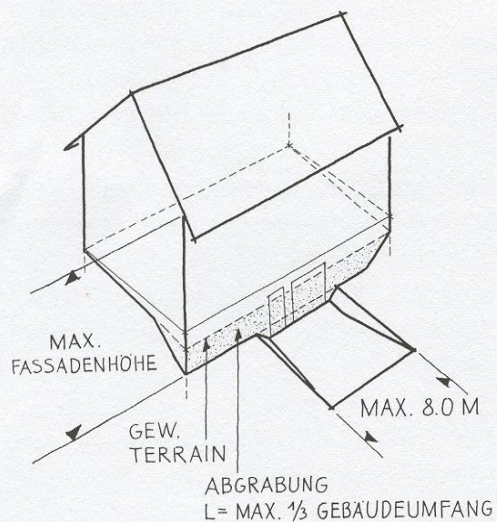 MAX.
FASSADENHÖHE
MAX. 8.0 M
GEW.
TERRAIN
ABGRABUNG
L= MAX. 1/3 GEBÄUDEUMFANG